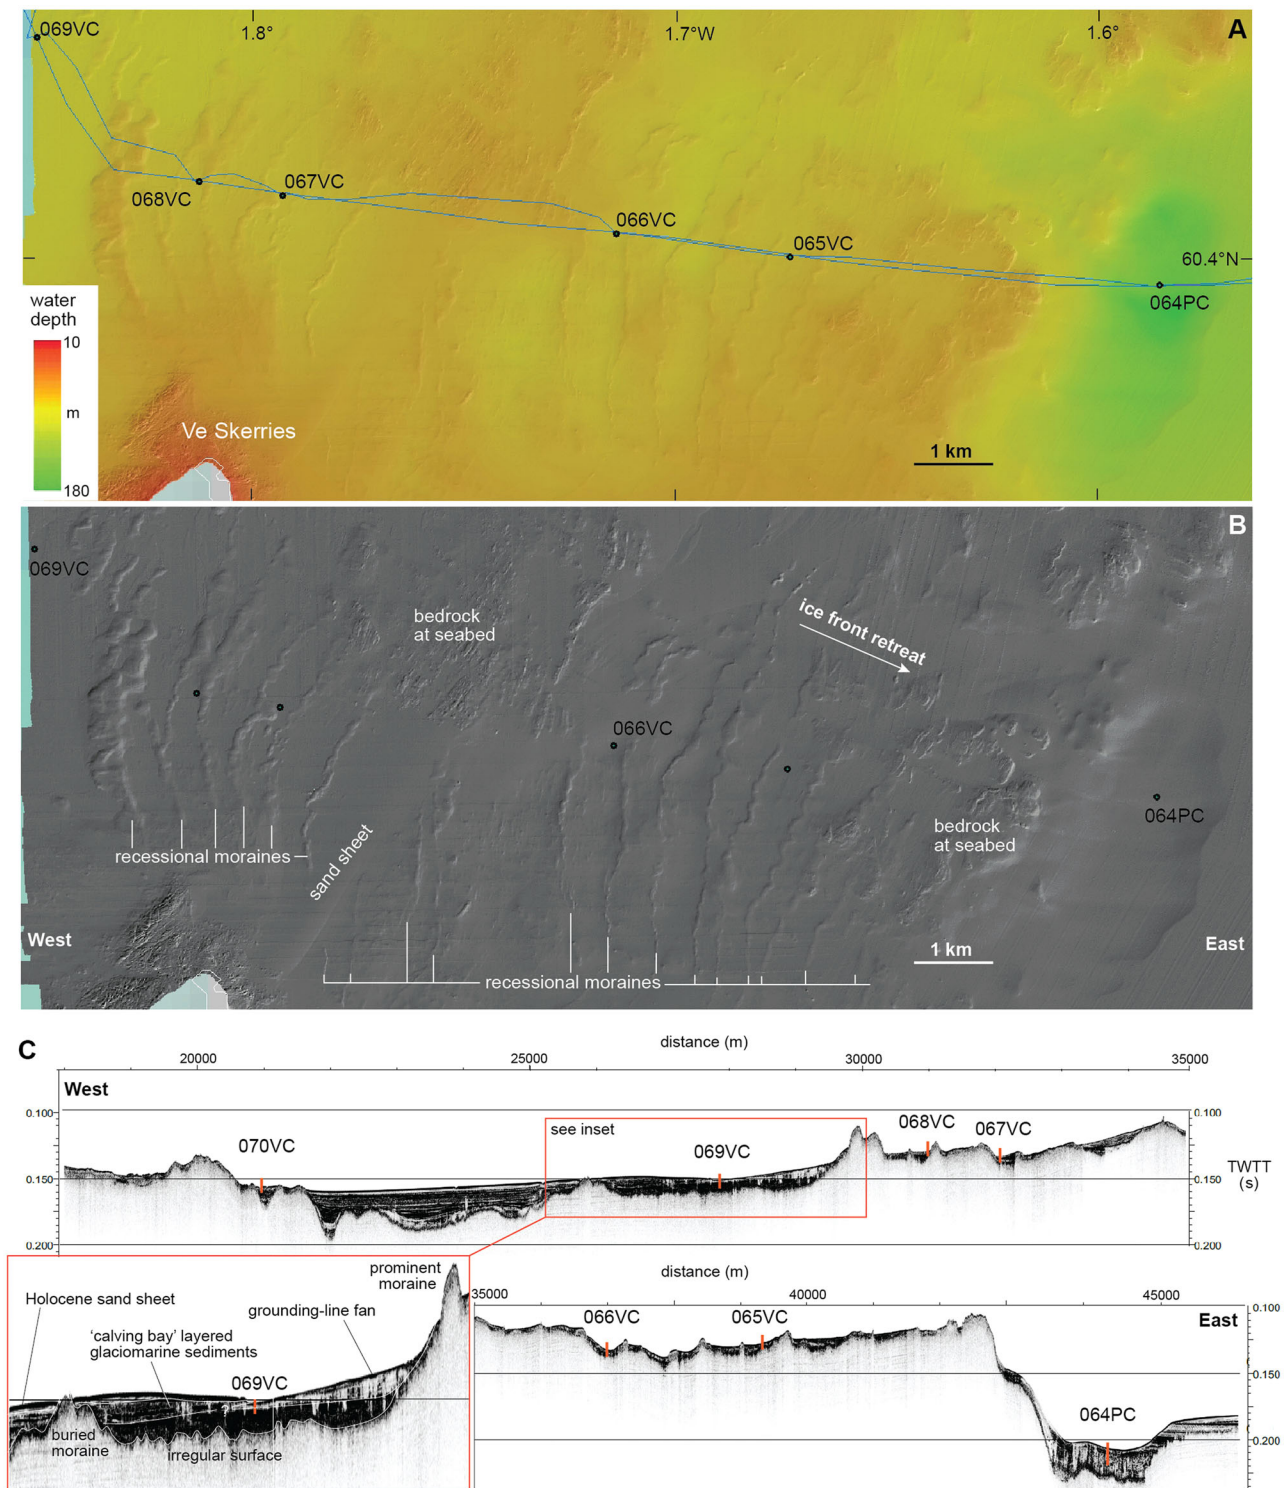 A
069VC
1.8°
1.7°W
1.6°
068VC
067VC
066VC
065VC
60.4°N
064PC
water
depth
10
m
180
Ve Skerries
1 km
B
069VC
bedrock
at seabed
ice front retreat
066VC
064PC
bedrock
at seabed
recessional moraines
sand sheet
West
East
1 km
recessional moraines
C
distance (m)
20000
25000
30000
35000
West
0.100
0.150
0.200
070VC
see inset
069VC
068VC
067VC
0.100
0.150
0.200
TWTT
(s)
prominent
moraine
Holocene sand sheet
grounding-line fan
'calving bay' layered
glaciomarine sediments
069VC
?
buried
moraine
irregular surface
distance (m)
35000
40000
45000
066VC
065VC
East
064PC
0.100
0.150
0.200